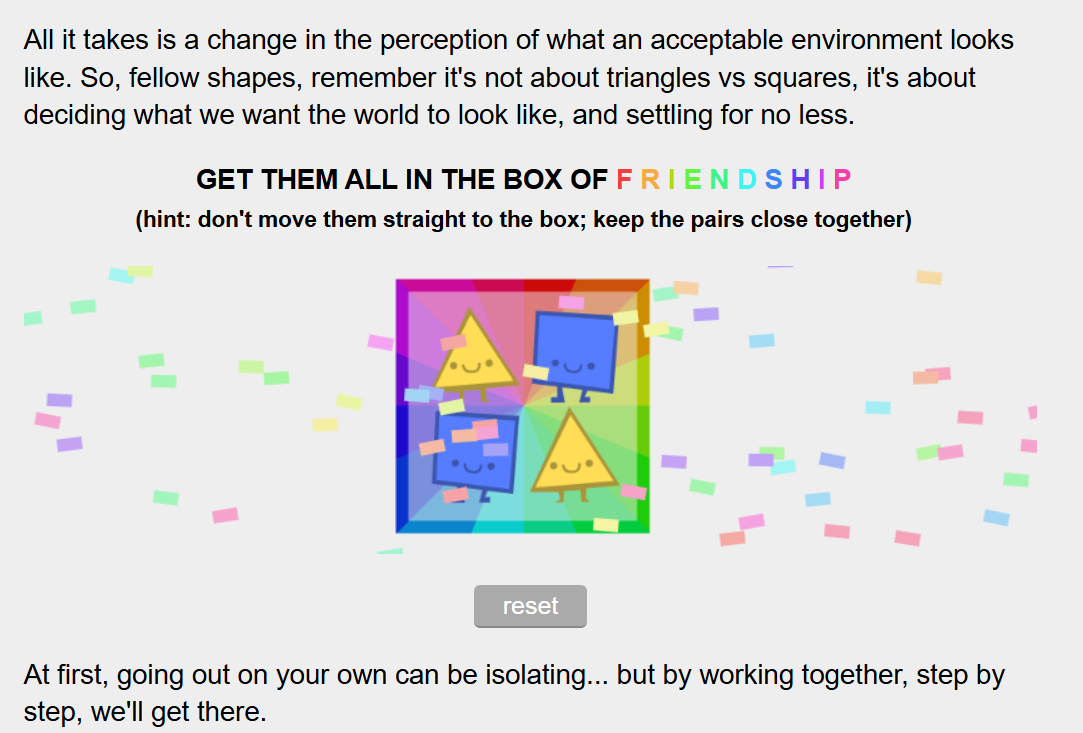 All it takes is a change in the perception of what an acceptable environment looks
like. So, fellow shapes, remember it's not about triangles vs squares, it's about
deciding what we want the world to look like, and settling for no less.
GET THEM ALL IN THE BOX OF F R I E N D S H I P
(hint: don't move them straight to the box; keep the pairs close together)
reset
At first, going out on your own can be isolating... but by working together, step by
step, we'll get there.